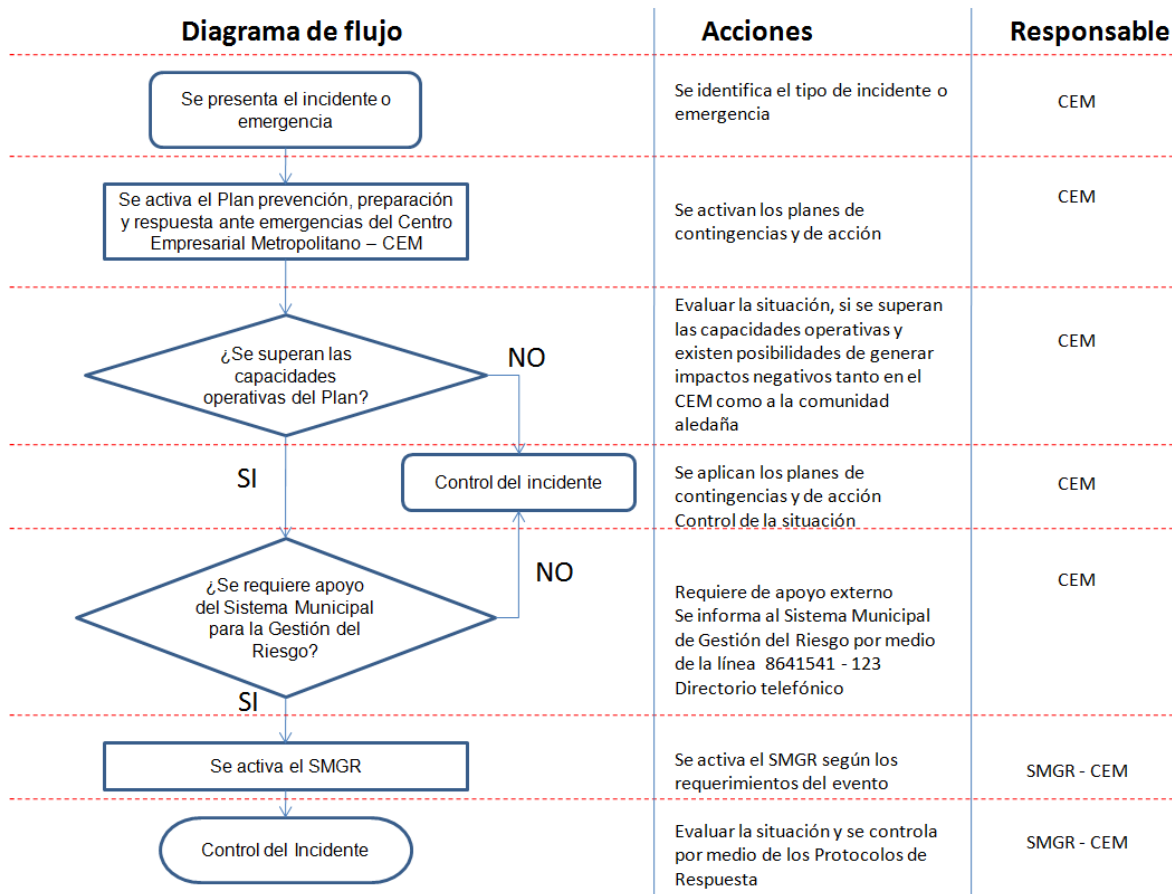 Diagrama de flujo
Acciones
Responsable
Se presenta el incidente o
emergencia
Se identifica el tipo de incidente o
emergencia
CEM
Se activa el Plan prevención, preparación
y respuesta ante emergencias del Centro
Empresarial Metropolitano – CEM
Se activan los planes de
contingencias y de acción
CEM
¿Se superan las
capacidades
operativas del Plan?
NO
SI
Evaluar la situación, si se superan
las capacidades operativas y
existen posibilidades de generar
impactos negativos tanto en el
CEM como a la comunidad
aledaña
CEM
Control del incidente
Se aplican los planes de
contingencias y de acción
Control de la situación
CEM
¿Se requiere apoyo
del Sistema Municipal
para la Gestión del
Riesgo?
NO
SI
Requiere de apoyo externo
Se informa al Sistema Municipal
de Gestión del Riesgo por medio
de la línea 8641541 - 123
Directorio telefónico
CEM
Se activa el SMGR
Se activa el SMGR según los
requerimientos del evento
SMGR - CEM
Control del Incidente
Evaluar la situación y se controla
por medio de los Protocolos de
Respuesta
SMGR - CEM